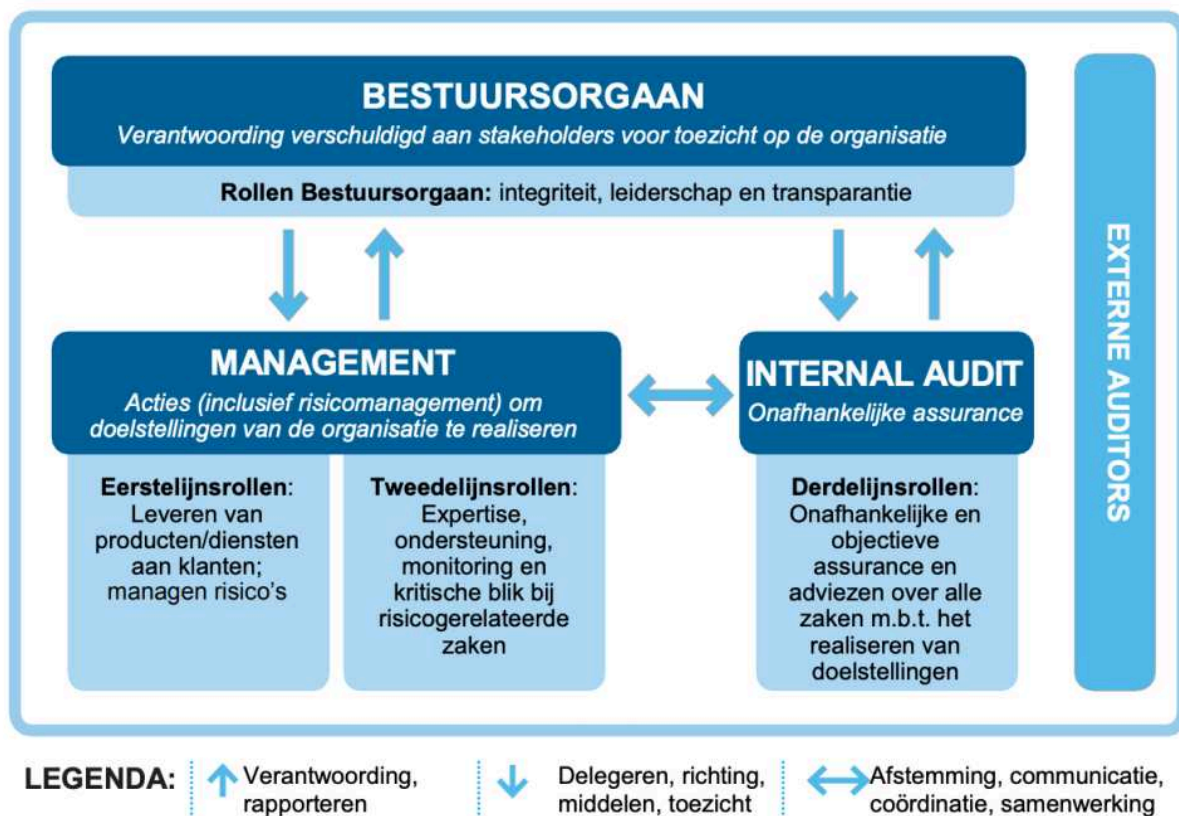 BESTUURSORGAAN
Verantwoording verschuldigd aan stakeholders voor toezicht op de organisatie
Rollen Bestuursorgaan: integriteit, leiderschap en transparantie
MANAGEMENT
Acties (inclusief risicomanagement) om
doelstellingen van de organisatie te realiseren
Eerstelijnsrollen:
Leveren van
producten/diensten
aan klanten;
managen risico's
Tweedelijnsrollen:
Expertise,
ondersteuning,
monitoring en
kritische blik bij
risicogerelateerde
zaken
INTERNAL AUDIT
Onafhankelijke assurance
Derdelijnsrollen:
Onafhankelijke en
objectieve
assurance en
adviezen over alle
zaken m.b.t. het
realiseren van
doelstellingen
EXTERNE AUDITORS
LEGENDA:
Verantwoording,
rapporteren
Delegeren, richting,
middelen, toezicht
Afstemming, communicatie,
coördinatie, samenwerking